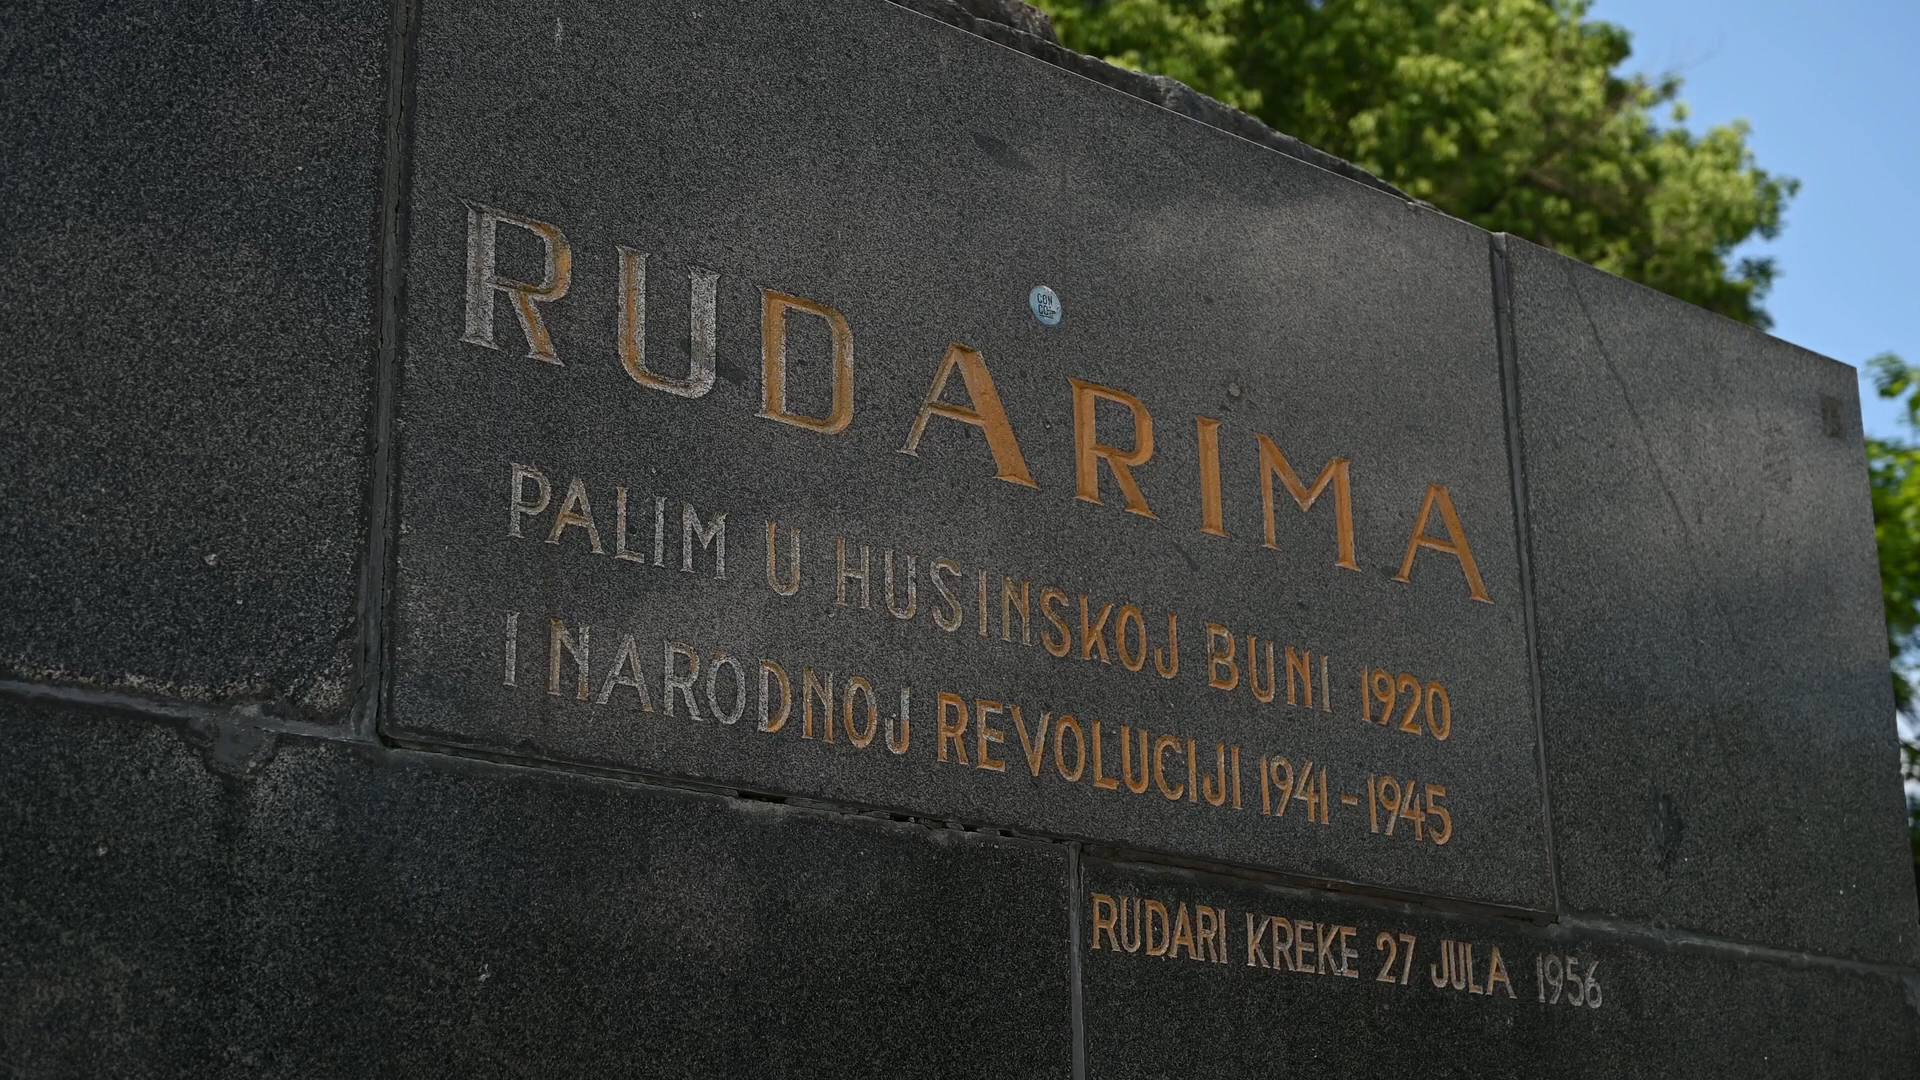 RUDARIMA
PALIM U HUSINSKOJ BUNI 1920
I NARODNOJ REVOLUCIJI 1941-1945
RUDARI KREKE 27 JULA 1956